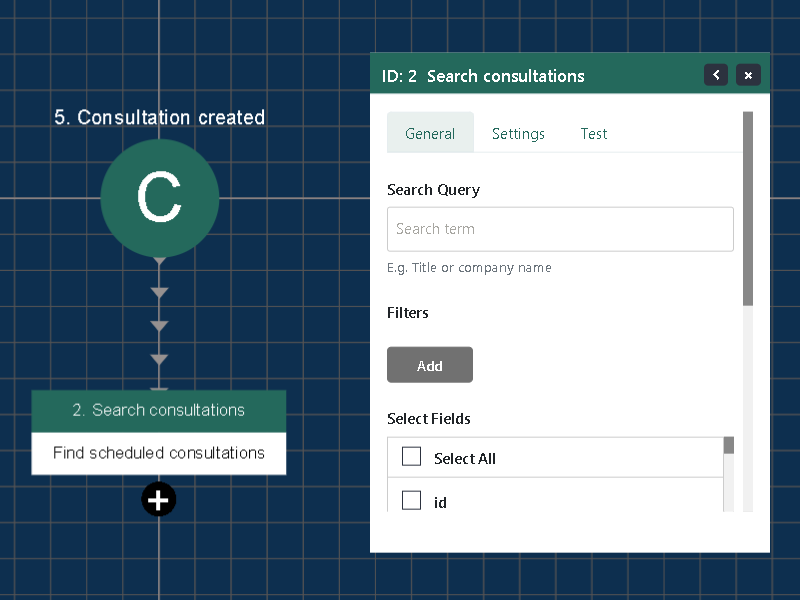 5. Consultation created
C
2. Search consultations
Find scheduled consultations
ID: 2 Search consultations
General Settings Test
Search Query
Search term
E.g. Title or company name
Filters
Add
Select Fields
Select All
id